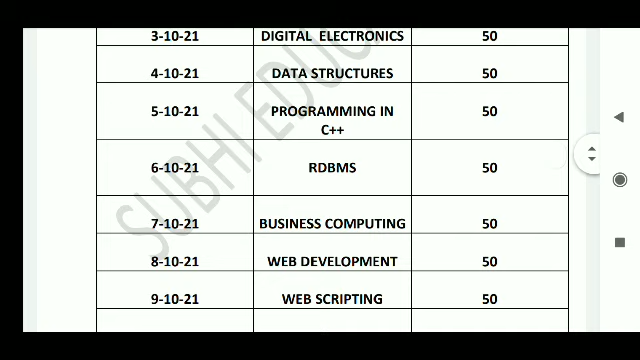 3-10-21 DIGITAL ELECTRONICS 50
4-10-21 DATA STRUCTURES 50
5-10-21 PROGRAMMING IN 50
C++
6-10-21 RDBMS 50
7-10-21 BUSINESS COMPUTING 50
8-10-21 WEB DEVELOPMENT 50
9-10-21 WEB SCRIPTING 50
SUBHI